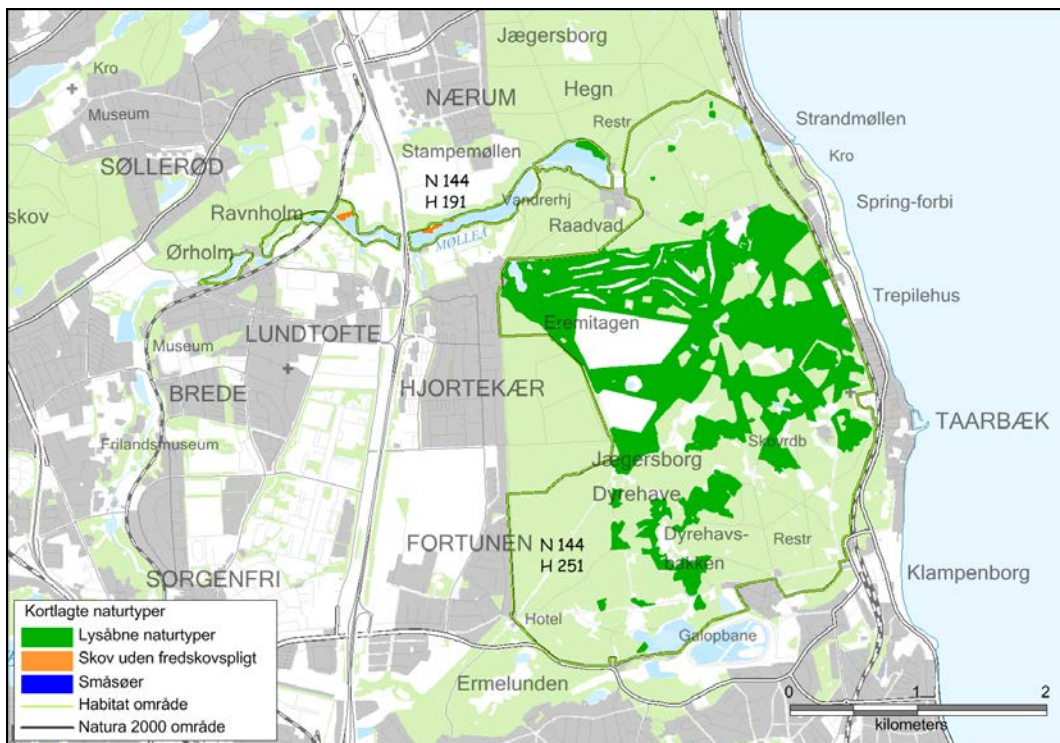 Jægersborg
Hegn
Kro
Museum
NÆRUM
Restr
Strandmøllen
Stampemøllen
Kro
SØLLERØD
N 144
H 191
Vandrerhj
Spring-forbi
skov
Ravnholm
Raadvad
MØLLEÅ
Ørholm
Trepilehus
Eremitagen
LUNDTOFTE
Museum
HJORTEKÆR
BREDE
TAARBÆK
Frilandsmuseum
Skovrdb
Jægersborg
Dyrehave
Dyrehavs-
bakken
Restr
FORTUNEN
N 144
H 251
SORGENFRI
Klampenborg
Hotel
Galopbane
Ermelunden
Kortlagte naturtyper
Lysåbne naturtyper
Skov uden fredskovspligt
Småsøer
Habitat område
Natura 2000 område
0 1 2
kilometers